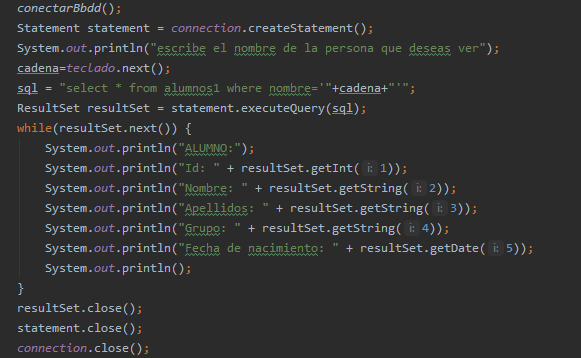 conectarBbdd();
Statement statement = connection.createStatement();
System.out.println("escribe el nombre de la persona que deseas ver");
cadena=teclado.next();
sql = "select * from alumnos1 where nombre='"+cadena+"'";
ResultSet resultSet = statement.executeQuery(sql);
while(resultSet.next()) {
    System.out.println("ALUMNO:");
    System.out.println("Id: " + resultSet.getInt( i: 1));
    System.out.println("Nombre: " + resultSet.getString( i: 2));
    System.out.println("Apellidos: " + resultSet.getString( i: 3));
    System.out.println("Grupo: " + resultSet.getString( i: 4));
    System.out.println("Fecha de nacimiento: " + resultSet.getDate( i: 5));
    System.out.println();
}
resultSet.close();
statement.close();
connection.close();